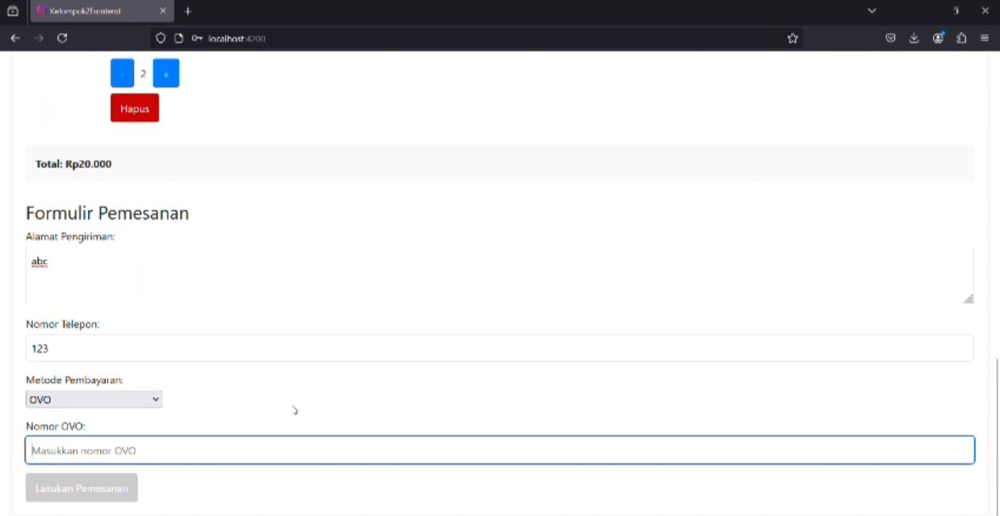 Kelompok2Frontend
localhost:4200
- 2 +
Hapus
Total: Rp20.000
Formulir Pemesanan
Alamat Pengiriman:
abc
Nomor Telepon:
123
Metode Pembayaran:
OVO
Nomor OVO:
Masukkan nomor OVO
Lakukan Pemesanan